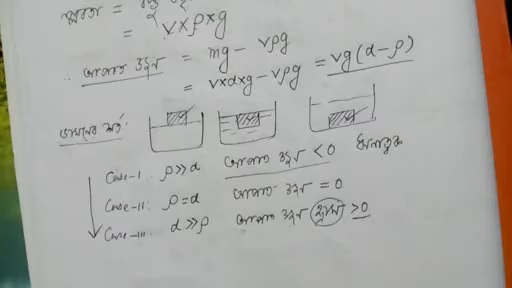 প্লবতা =
= V×ρ×g
∴ আপাত ওজন = mg − Vρg
= V×d×g − Vρg = Vg(d−ρ)
ভাসনের শর্ত:
Case-I ρ>>d আপাত ওজন < 0
Case-II: ρ=d আপাত ওজন = 0
Case-III. d>>ρ আপাত ওজন > 0